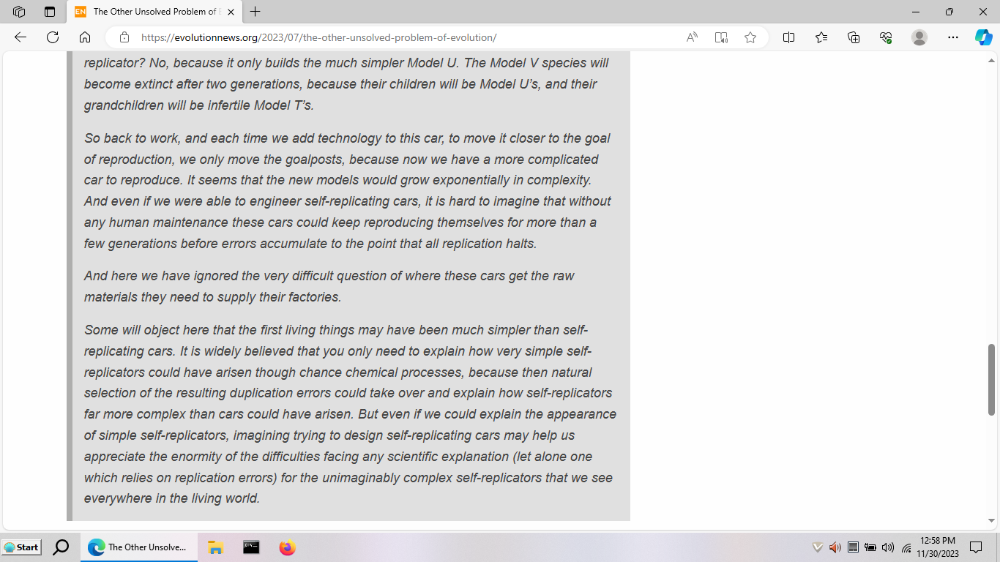 EN
The Other Unsolved Problem of E
https://evolutionnews.org/2023/07/the-other-unsolved-problem-of-evolution/
replicator? No, because it only builds the much simpler Model U. The Model V species will
become extinct after two generations, because their children will be Model U’s, and their
grandchildren will be infertile Model T’s.
So back to work, and each time we add technology to this car, to move it closer to the goal
of reproduction, we only move the goalposts, because now we have a more complicated
car to reproduce. It seems that the new models would grow exponentially in complexity.
And even if we were able to engineer self-replicating cars, it is hard to imagine that without
any human maintenance these cars could keep reproducing themselves for more than a
few generations before errors accumulate to the point that all replication halts.
And here we have ignored the very difficult question of where these cars get the raw
materials they need to supply their factories.
Some will object here that the first living things may have been much simpler than self-
replicating cars. It is widely believed that you only need to explain how very simple self-
replicators could have arisen though chance chemical processes, because then natural
selection of the resulting duplication errors could take over and explain how self-replicators
far more complex than cars could have arisen. But even if we could explain the appearance
of simple self-replicators, imagining trying to design self-replicating cars may help us
appreciate the enormity of the difficulties facing any scientific explanation (let alone one
which relies on replication errors) for the unimaginably complex self-replicators that we see
everywhere in the living world.
Start
The Other Unsolve...
12:58 PM
11/30/2023